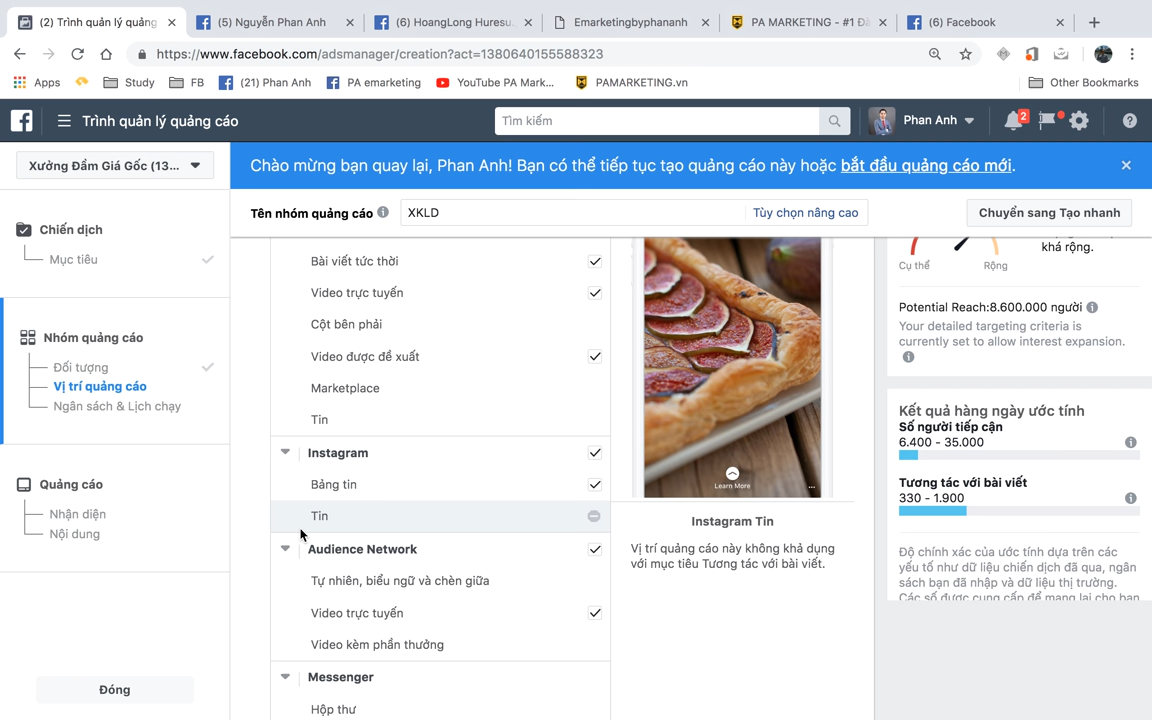 (2) Trình quản lý quảng
(5) Nguyễn Phan Anh
(6) HoangLong Huresu.
Emarketingbyphananh
PA MARKETING - #1 Đà
(6) Facebook
https://www.facebook.com/adsmanager/creation?act=1380640155588323
Apps
Study
FB
(21) Phan Anh
PA emarketing
YouTube PA Mark...
PAMARKETING.vn
Other Bookmarks
Trình quản lý quảng cáo
Tìm kiếm
Phan Anh
2
Xưởng Đầm Giá Gốc (13...
Chào mừng bạn quay lại, Phan Anh! Bạn có thể tiếp tục tạo quảng cáo này hoặc bắt đầu quảng cáo mới.
Tên nhóm quảng cáo
XKLD
Tùy chọn nâng cao
Chuyển sang Tạo nhanh
Chiến dịch
Mục tiêu
Nhóm quảng cáo
Đối tượng
Vị trí quảng cáo
Ngân sách & Lịch chạy
Quảng cáo
Nhận diện
Nội dung
Đóng
Bài viết tức thời
Video trực tuyến
Cột bên phải
Video được đề xuất
Marketplace
Tin
Instagram
Bảng tin
Tin
Audience Network
Tự nhiên, biểu ngữ và chèn giữa
Video trực tuyến
Video kèm phần thưởng
Messenger
Hộp thư
Learn More
Instagram Tin
Vị trí quảng cáo này không khả dụng
với mục tiêu Tương tác với bài viết.
khá rộng.
Cụ thể
Rộng
Potential Reach:8.600.000 người
Your detailed targeting criteria is
currently set to allow interest expansion.
Kết quả hàng ngày ước tính
Số người tiếp cận
6.400 - 35.000
Tương tác với bài viết
330 - 1.900
Độ chính xác của ước tính dựa trên các
yếu tố như dữ liệu chiến dịch đã qua, ngân
sách bạn đã nhập và dữ liệu thị trường.
Các số được cung cấp để mang lại cho bạn